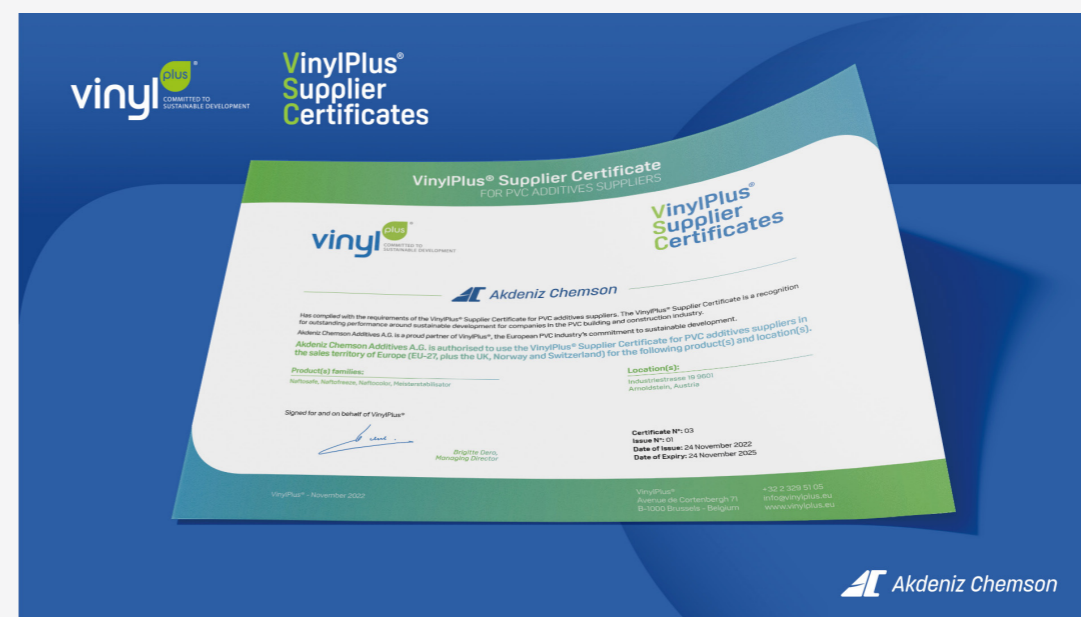 vinyl plus®
COMMITTED TO
SUSTAINABLE DEVELOPMENT
VinylPlus®
Supplier
Certificates
VinylPlus® Supplier Certificate
FOR PVC ADDITIVES SUPPLIERS
vinyl plus®
COMMITTED TO
SUSTAINABLE DEVELOPMENT
VinylPlus®
Supplier
Certificates
Akdeniz Chemson
Has complied with the requirements of the VinylPlus® Supplier Certificate for PVC additives suppliers. The VinylPlus® Supplier Certificate is a recognition
for outstanding performance around sustainable development for companies in the PVC building and construction industry.
Akdeniz Chemson Additives A.G. is a proud partner of VinylPlus®, the European PVC Industry's commitment to sustainable development.
Akdeniz Chemson Additives A.G. is authorised to use the VinylPlus® Supplier Certificate for PVC additives suppliers in
the sales territory of Europe (EU-27, plus the UK, Norway and Switzerland) for the following product(s) and location(s).
Product(s) families:
Naftosafe, Naftofreeze, Naftocolor, Meisterstabilisator
Location(s):
Industriestrasse 19 9601
Arnoldstein, Austria
Signed for and on behalf of VinylPlus®
Brigitte Dero,
Managing Director
Certificate N°: 03
Issue N°: 01
Date of Issue: 24 November 2022
Date of Expiry: 24 November 2025
VinylPlus® - November 2022
VinylPlus®
Avenue de Cortenbergh 71
B-1000 Brussels - Belgium
+32 2 329 51 05
info@vinylplus.eu
www.vinylplus.eu
Akdeniz Chemson